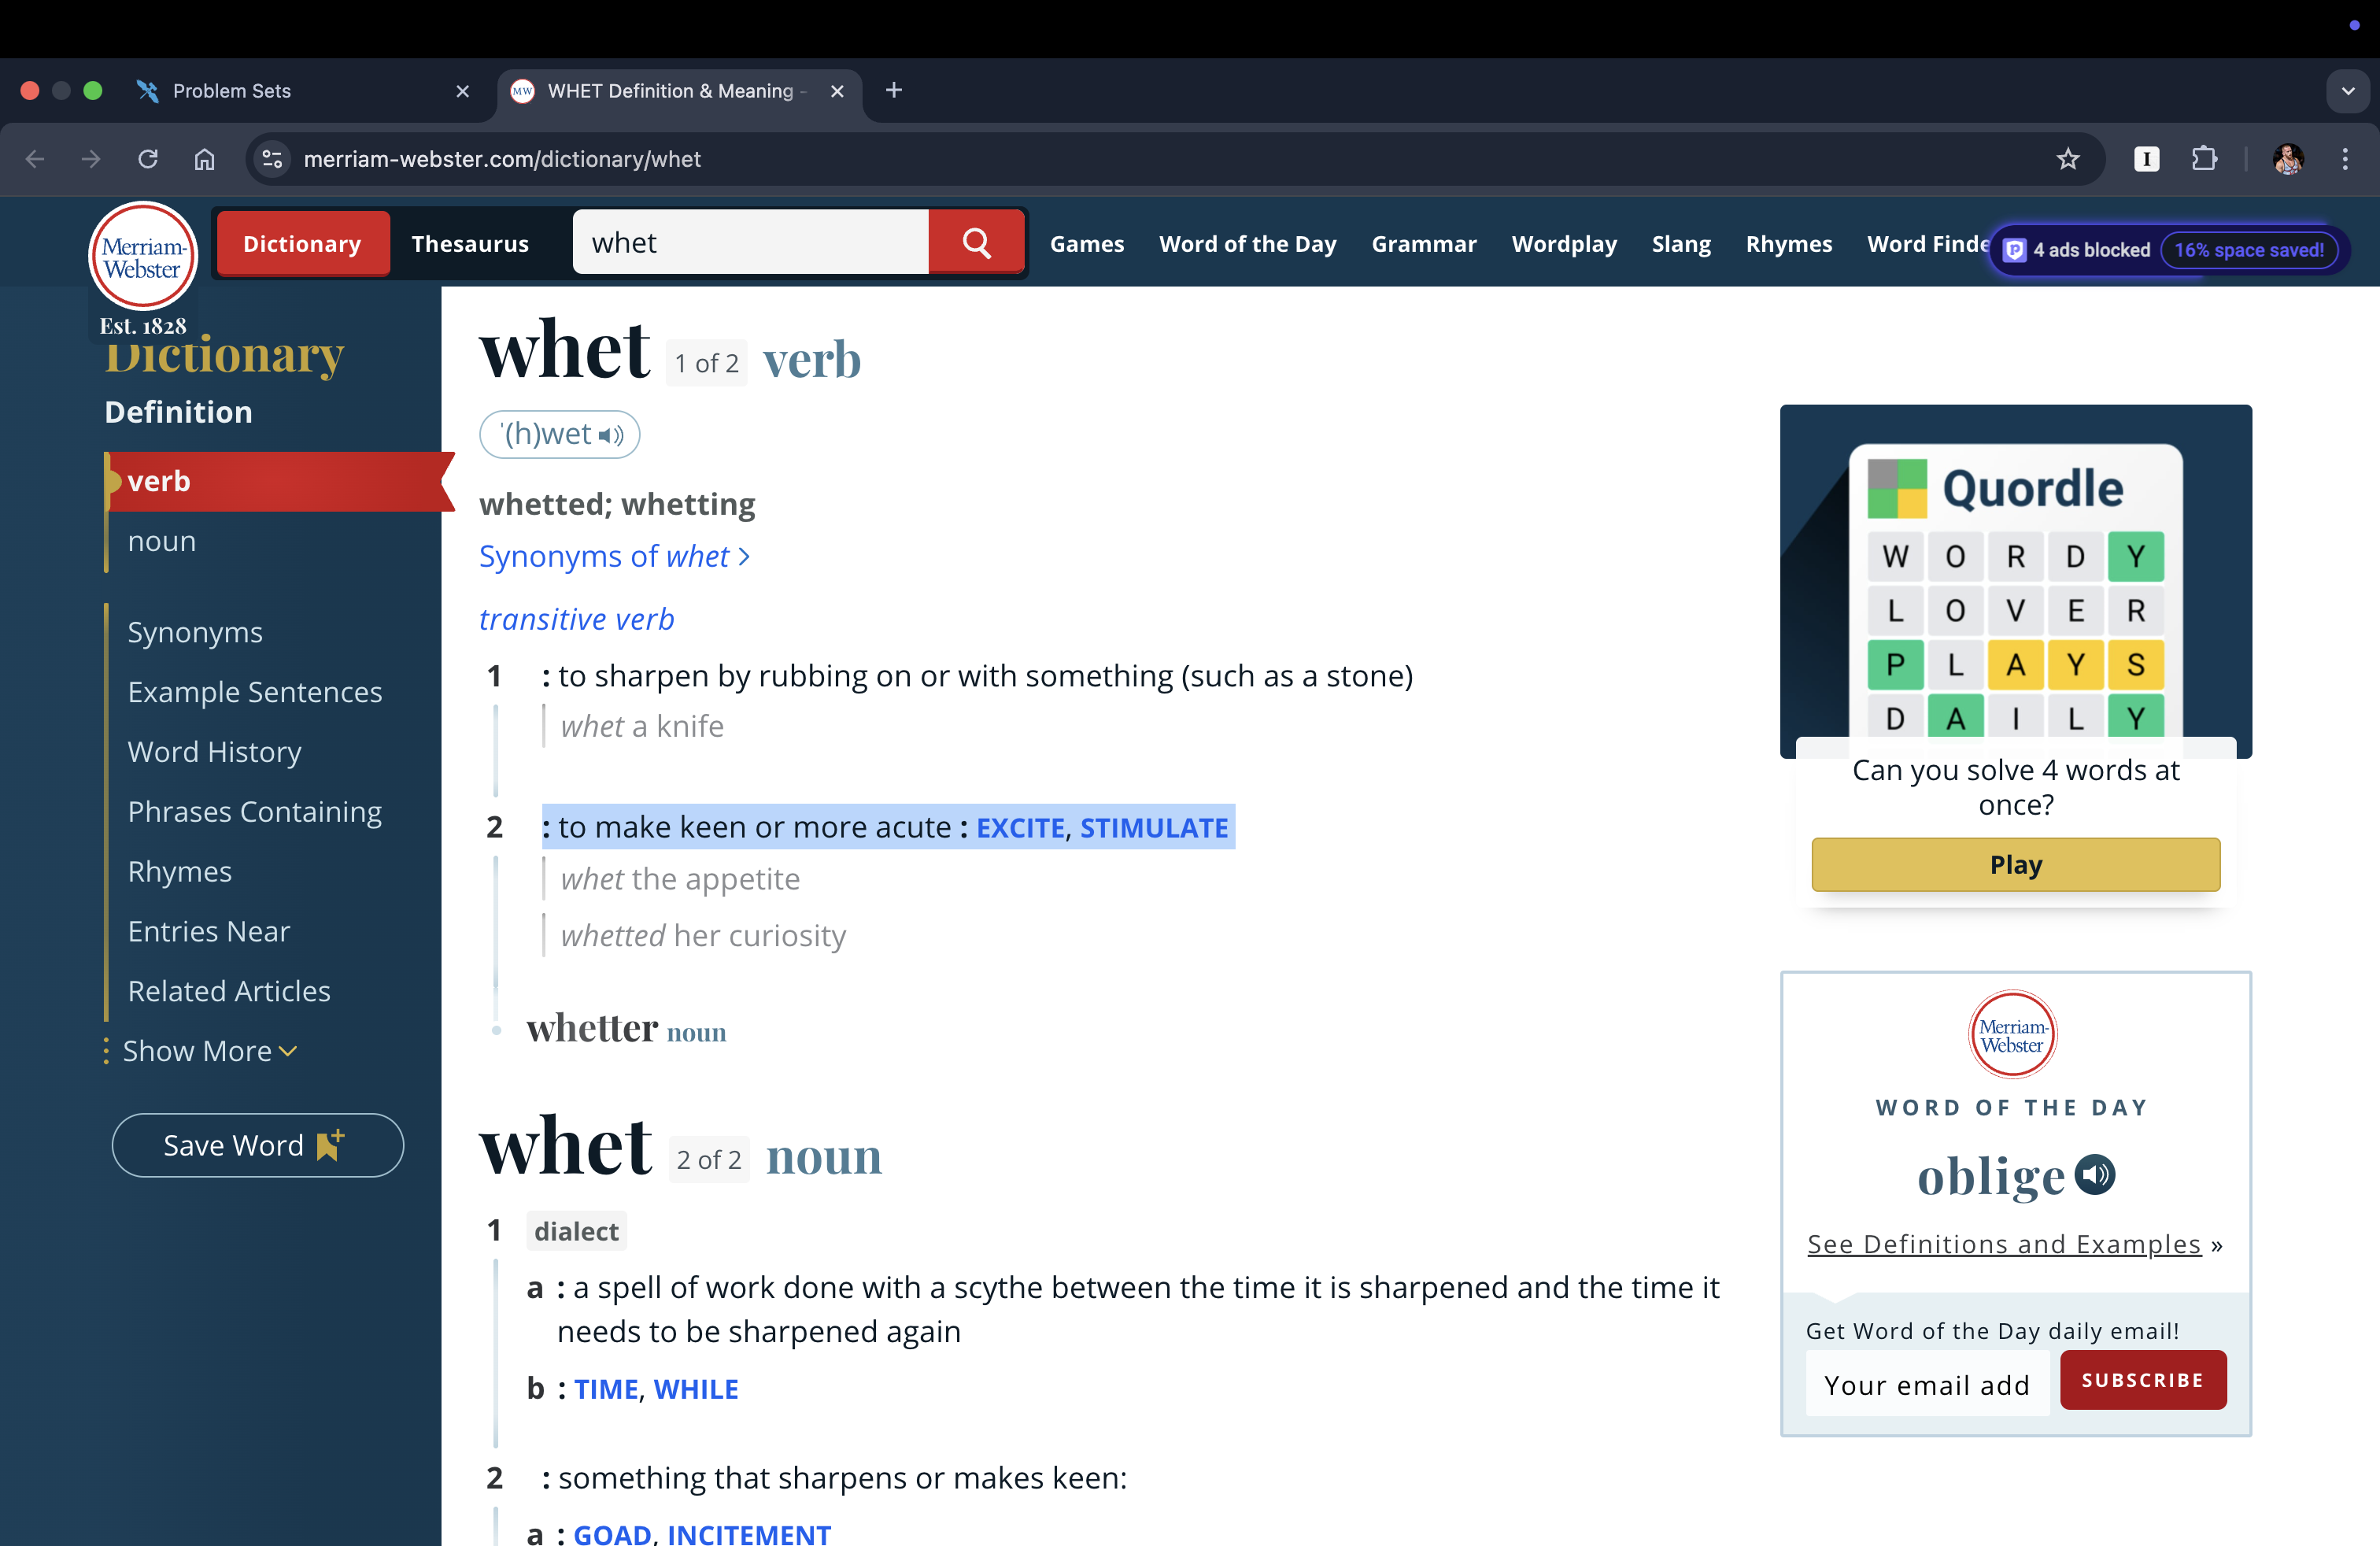 Problem Sets
WHET Definition & Meaning -
merriam-webster.com/dictionary/whet
Merriam-
Webster
Est. 1828
Dictionary
Thesaurus
whet
Games
Word of the Day
Grammar
Wordplay
Slang
Rhymes
Word Finde
4 ads blocked
16% space saved!
Dictionary
Definition
verb
noun
Synonyms
Example Sentences
Word History
Phrases Containing
Rhymes
Entries Near
Related Articles
Show More
Save Word
whet 1 of 2 verb
ˈ(h)wet
whetted; whetting
Synonyms of whet
transitive verb
1 : to sharpen by rubbing on or with something (such as a stone)
whet a knife
2 : to make keen or more acute : EXCITE, STIMULATE
whet the appetite
whetted her curiosity
whetter noun
whet 2 of 2 noun
1 dialect
a : a spell of work done with a scythe between the time it is sharpened and the time it
needs to be sharpened again
b : TIME, WHILE
2 : something that sharpens or makes keen:
a : GOAD, INCITEMENT
Quordle
W O R D Y
L O V E R
P L A Y S
D A I L Y
Can you solve 4 words at
once?
Play
Merriam-
Webster
WORD OF THE DAY
oblige
See Definitions and Examples »
Get Word of the Day daily email!
Your email add
SUBSCRIBE